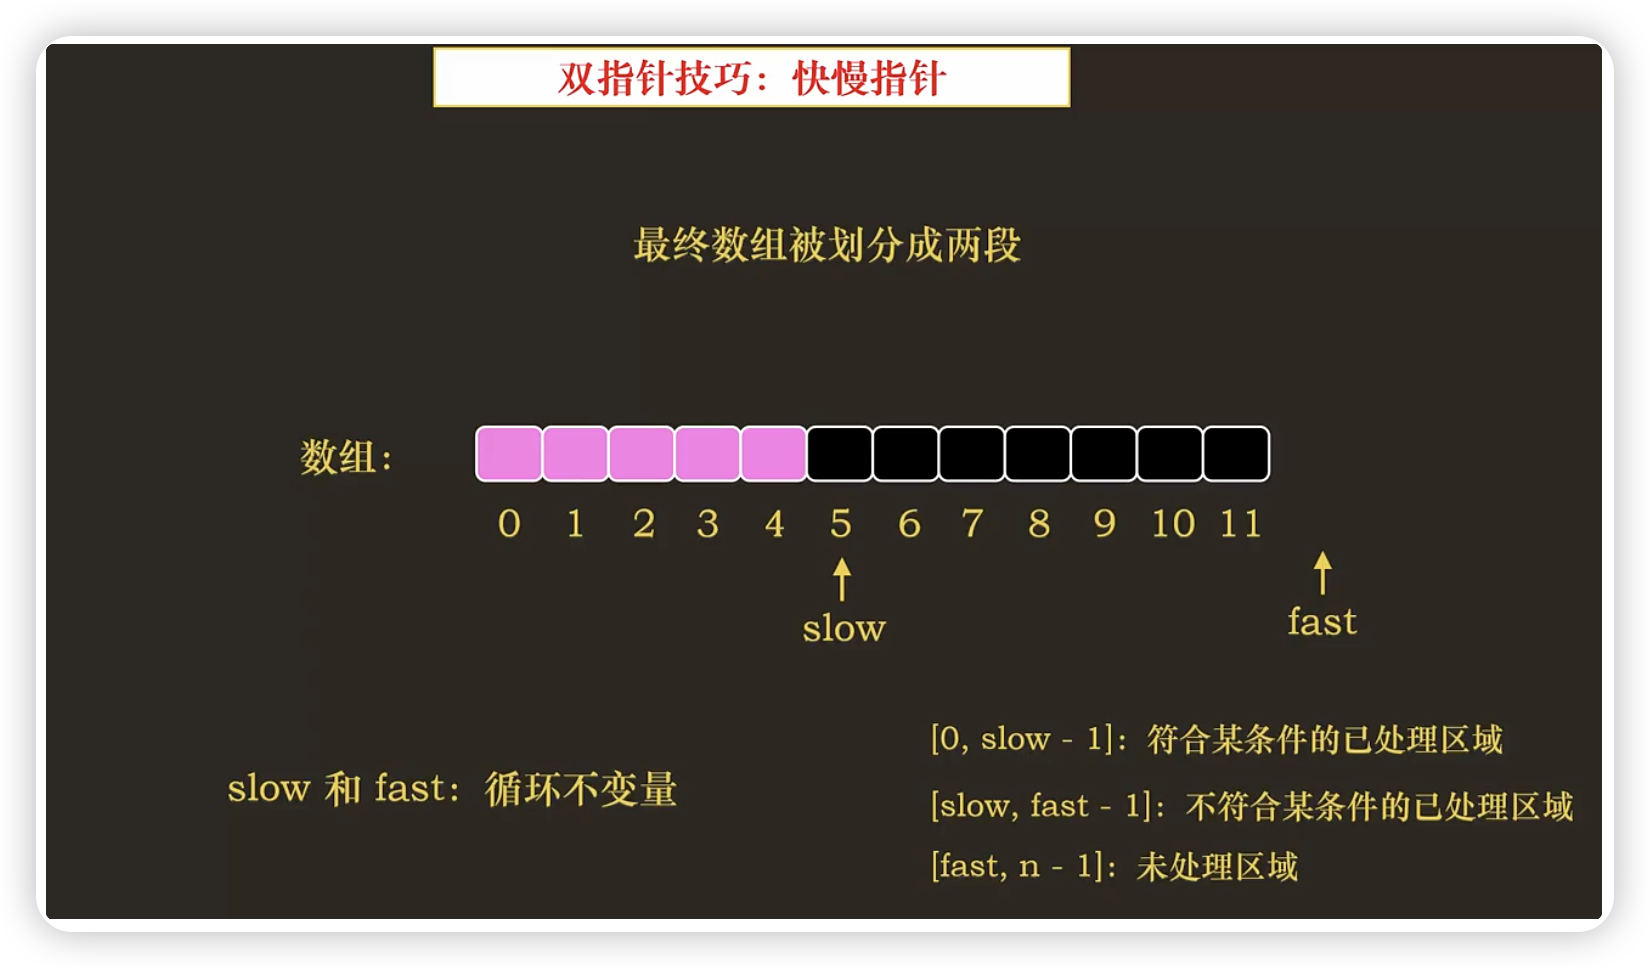 双指针技巧：快慢指针
最终数组被划分成两段
数组：
0 1 2 3 4 5 6 7 8 9 10 11
slow
fast
slow 和 fast：循环不变量
[0, slow - 1]：符合某条件的已处理区域
[slow, fast - 1]：不符合某条件的已处理区域
[fast, n - 1]：未处理区域